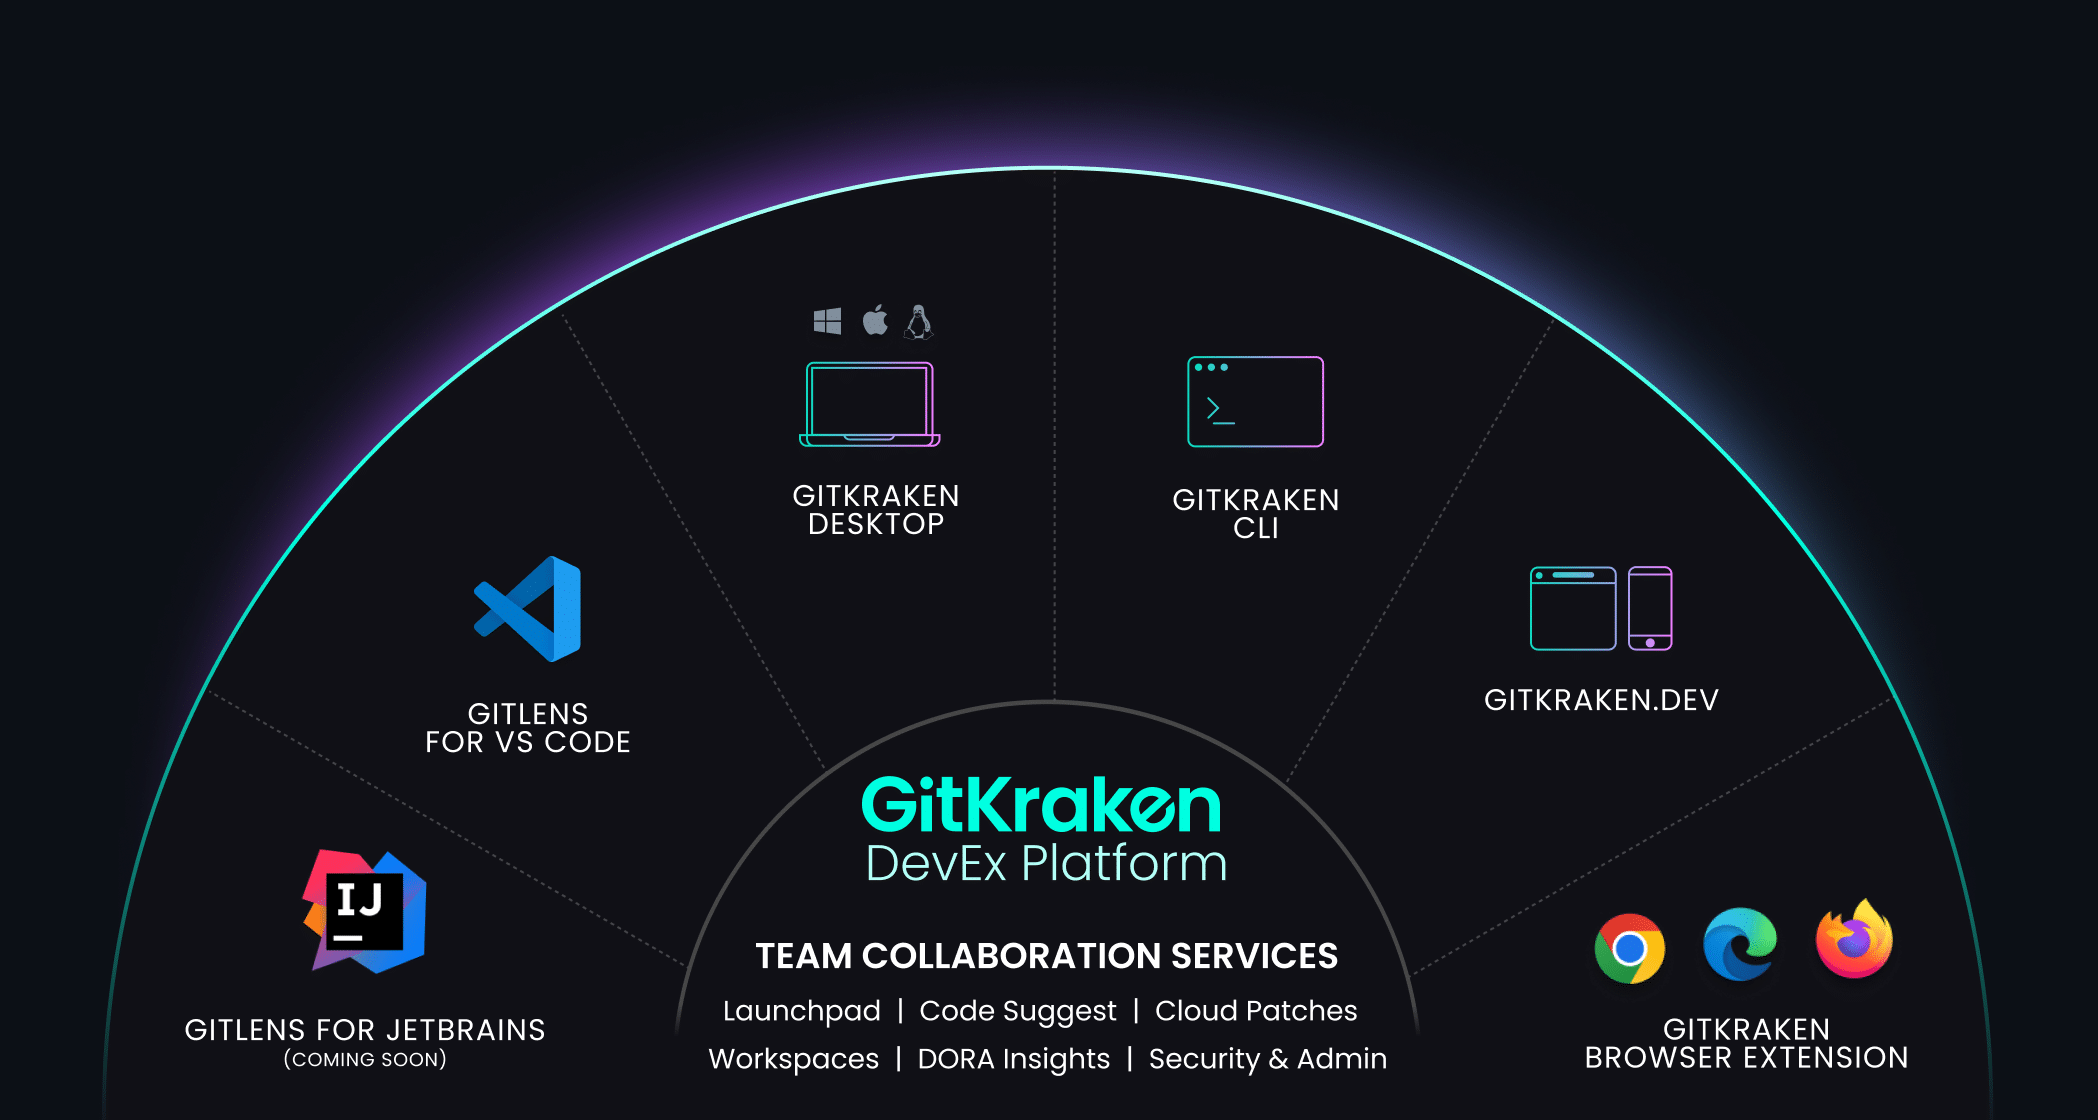 GITKRAKEN
DESKTOP
GITKRAKEN
CLI
GITLENS
FOR VS CODE
GITKRAKEN.DEV
GitKraken
DevEx Platform
IJ
GITLENS FOR JETBRAINS
(COMING SOON)
TEAM COLLABORATION SERVICES
Launchpad | Code Suggest | Cloud Patches
Workspaces | DORA Insights | Security & Admin
GITKRAKEN
BROWSER EXTENSION